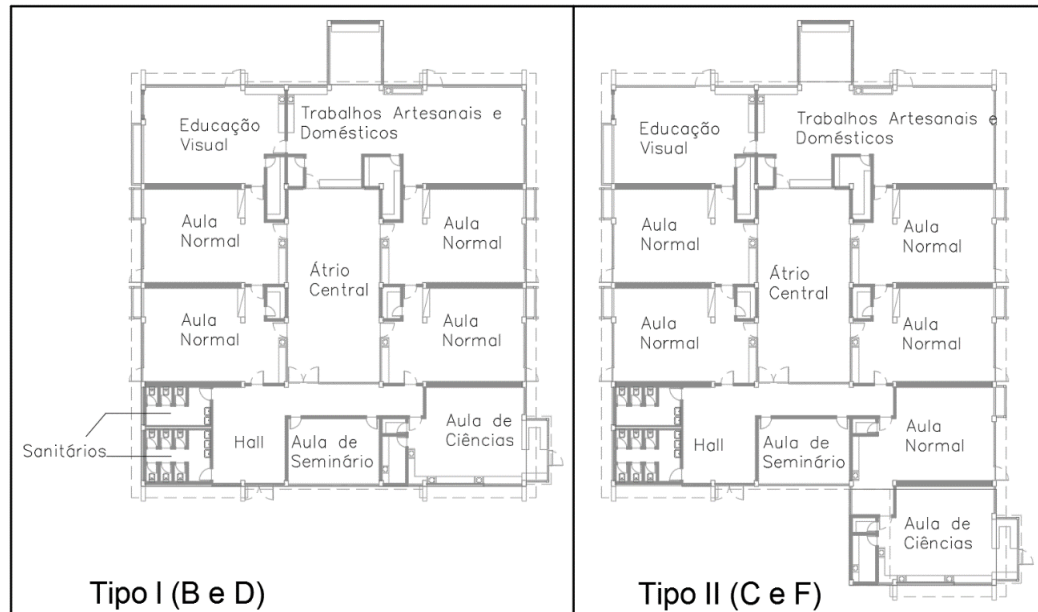 Educação
Visual
Trabalhos Artesanais e
Domésticos
Aula
Normal
Aula
Normal
Átrio
Central
Aula
Normal
Aula
Normal
Sanitários
Hall
Aula de
Seminário
Aula de
Ciências
Tipo I (B e D)
Educação
Visual
Trabalhos Artesanais e
Domésticos
Aula
Normal
Aula
Normal
Átrio
Central
Aula
Normal
Aula
Normal
Hall
Aula de
Seminário
Aula
Normal
Aula de
Ciências
Tipo II (C e F)